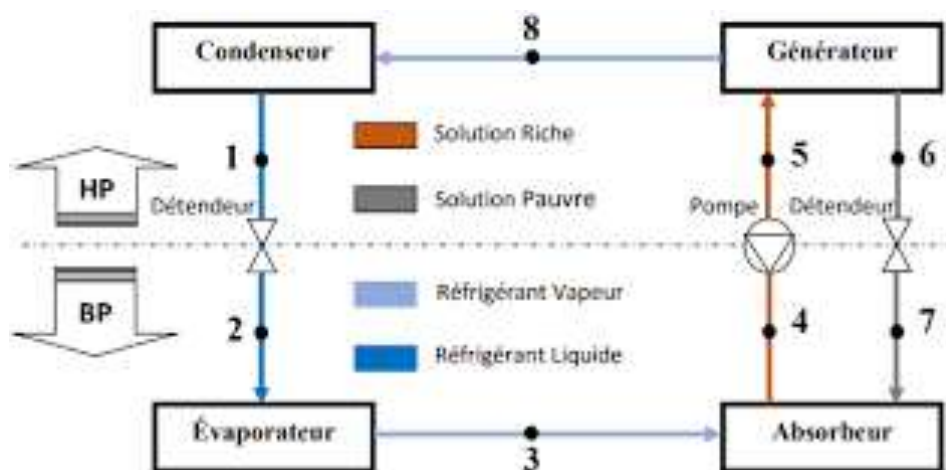 8
Condenseur
Générateur
Solution Riche
1
5
6
HP
Solution Pauvre
Détendeur
Pompe
Détendeur
BP
Réfrigérant Vapeur
2
4
7
Réfrigérant Liquide
Évaporateur
Absorbeur
3